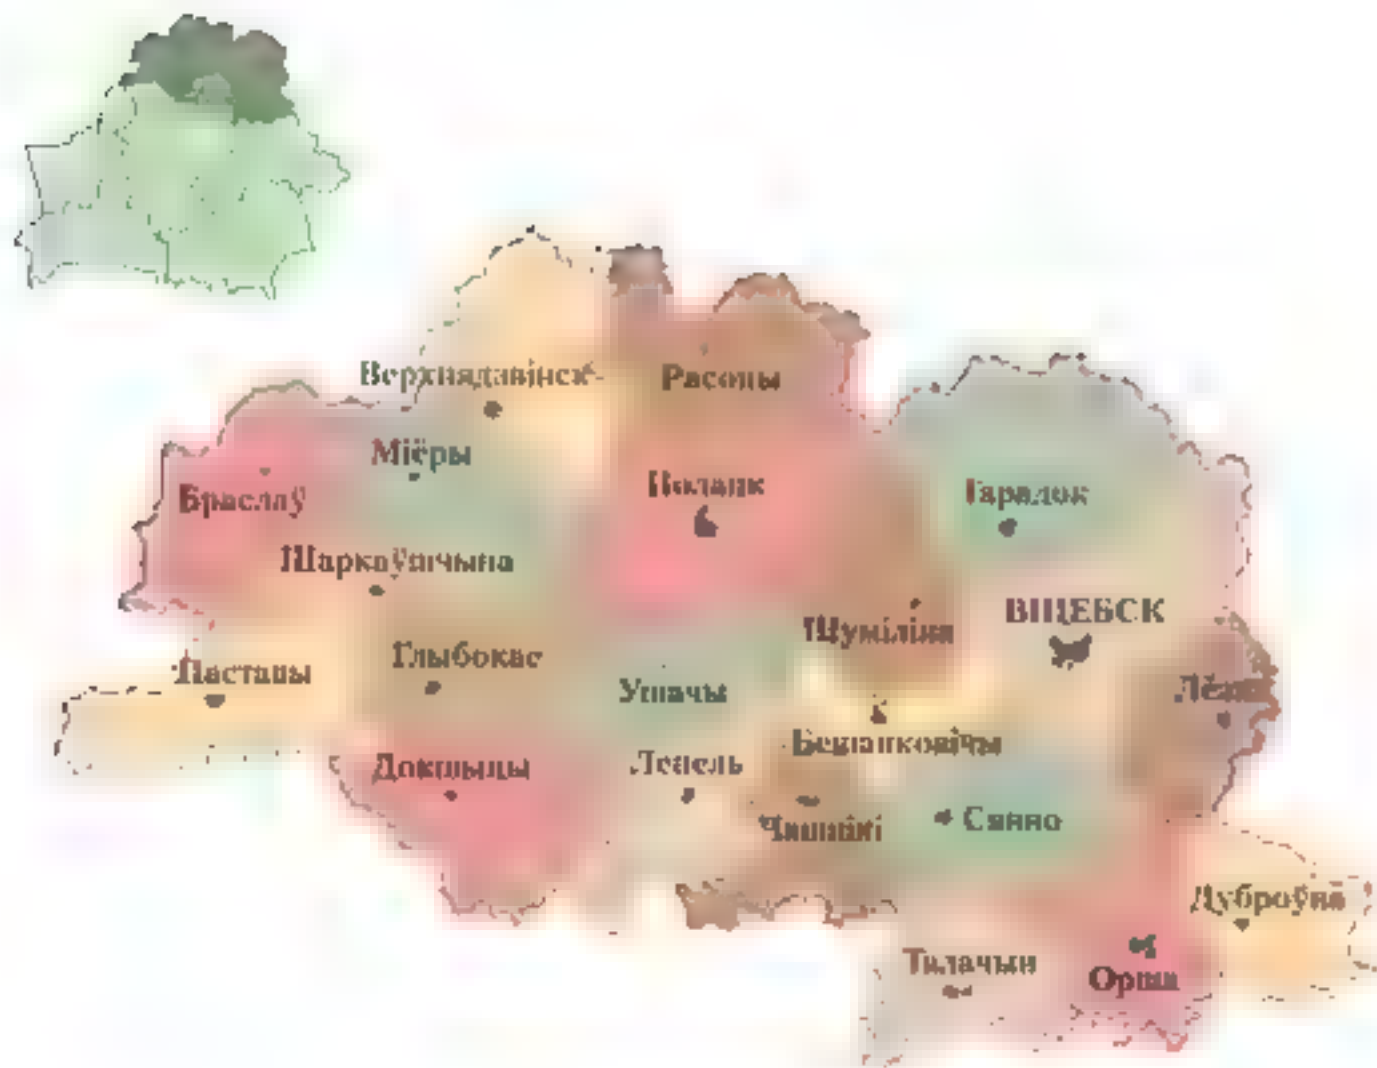 Верхнядзвінск
Расоны
Міёры
Браслаў
Полацк
Гарадок
Шаркаўшчына
ВІЦЕБСК
Шуміліна
Глыбокае
Паставы
Ушачы
Лёзна
Бешанковічы
Докшыцы
Лепель
Чашнікі
Сянно
Дуброўна
Талачын
Орша